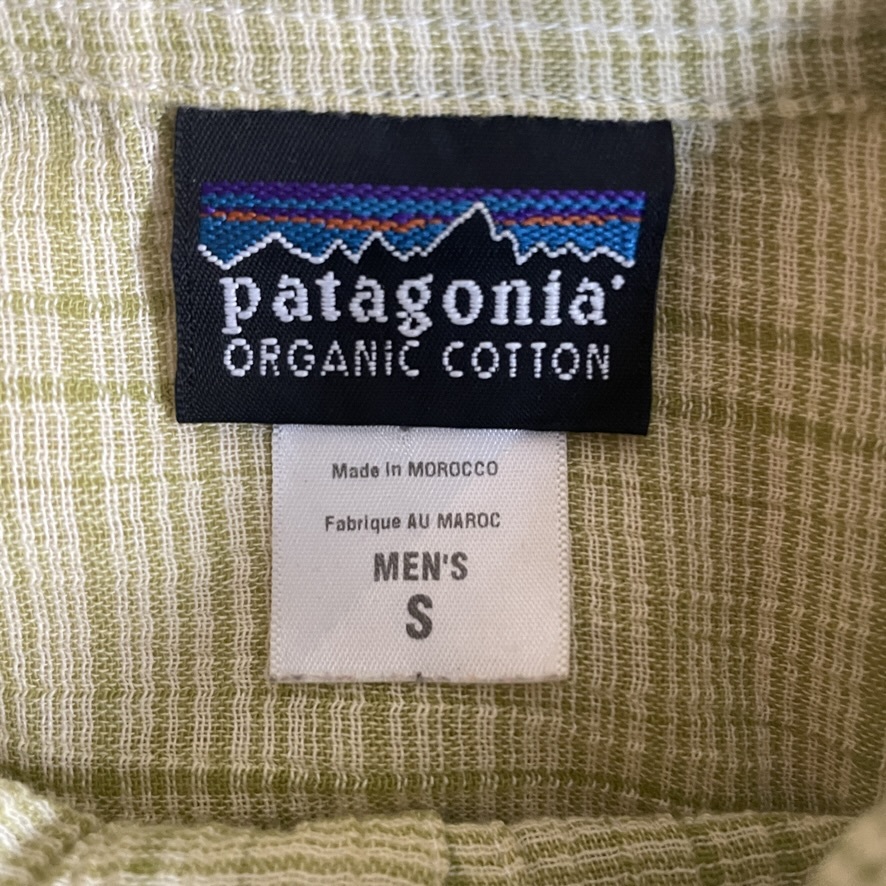 patagonia
ORGANIC COTTON
Made in MOROCCO
Fabrique AU MAROC
MEN'S
S